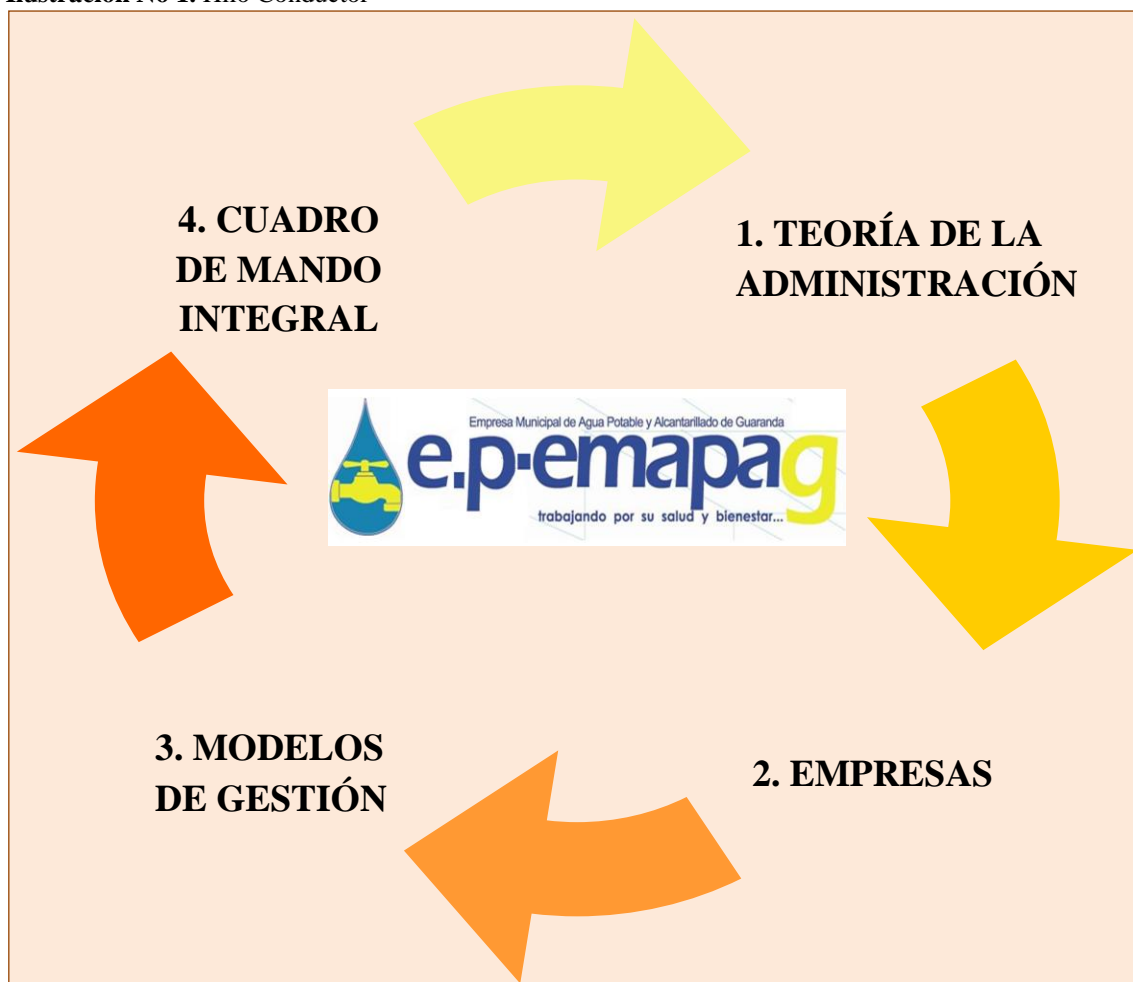 Ilustración No 1. Hilo Conductor
4. CUADRO
DE MANDO
INTEGRAL
1. TEORÍA DE LA
ADMINISTRACIÓN
Empresa Municipal de Agua Potable y Alcantarillado de Guaranda
e.p-emapag
trabajando por su salud y bienestar...
3. MODELOS
DE GESTIÓN
2. EMPRESAS